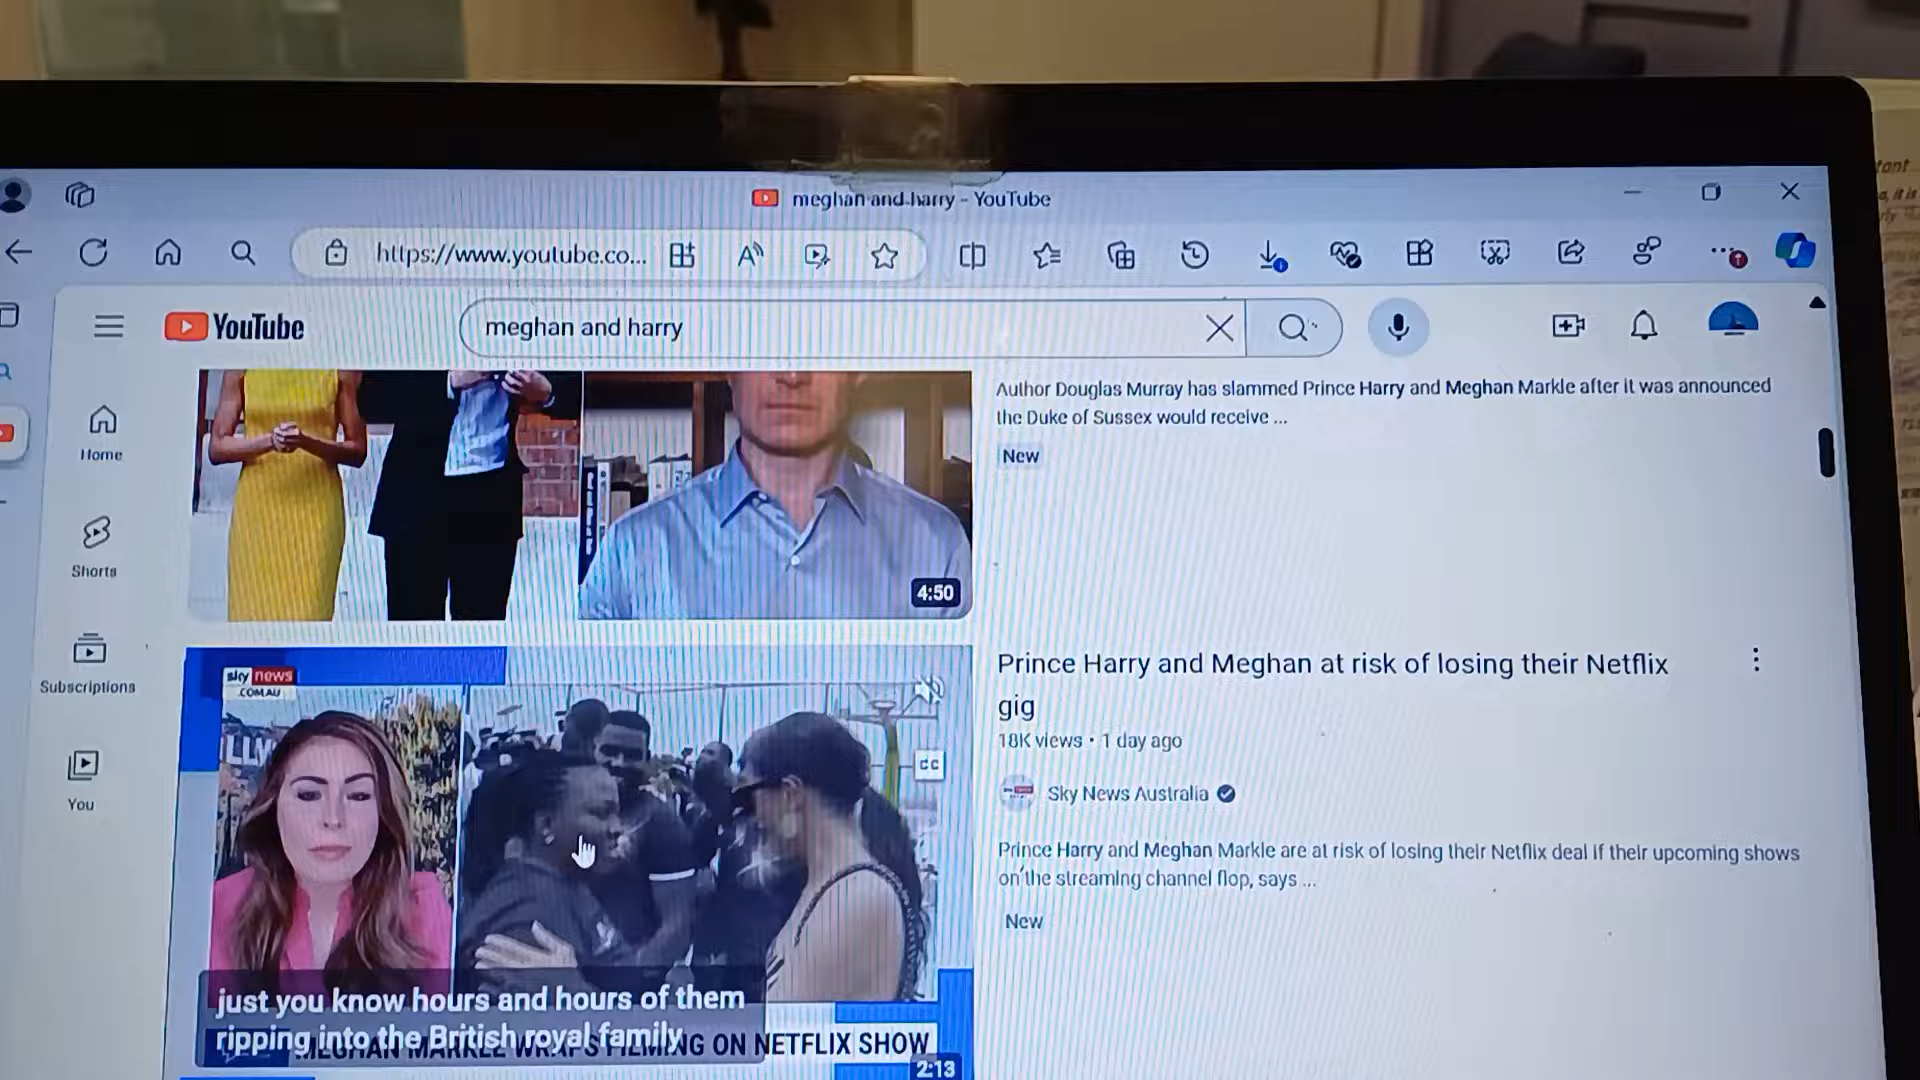 meghan and harry - YouTube
https://www.youtube.co...
YouTube
meghan and harry
Home
Shorts
Subscriptions
You
Author Douglas Murray has slammed Prince Harry and Meghan Markle after it was announced
the Duke of Sussex would receive ...
New
4:50
Prince Harry and Meghan at risk of losing their Netflix
gig
18K views • 1 day ago
Sky News Australia
Prince Harry and Meghan Markle are at risk of losing their Netflix deal if their upcoming shows
on the streaming channel flop, says ...
New
sky news
.COM.AU
CC
just you know hours and hours of them
ripping into the British royal family
MEGHAN MARKLE WRAPS FILMING ON NETFLIX SHOW
2:13